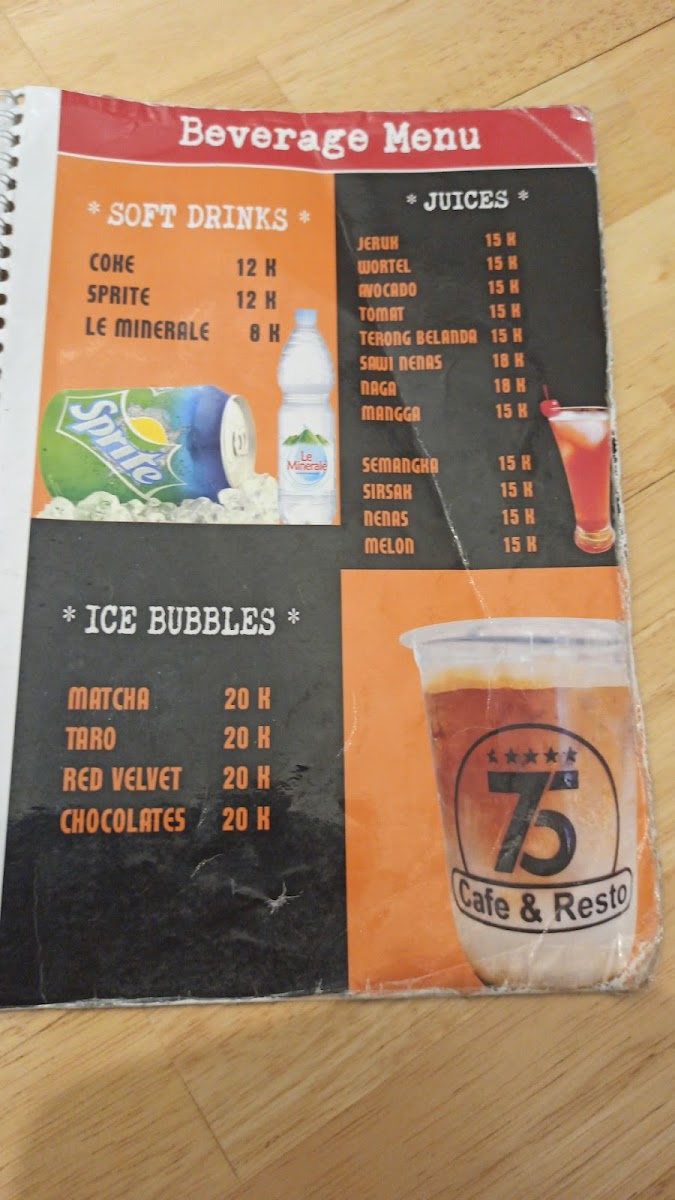 Beverage Menu
* SOFT DRINKS *
COKE 12 K
SPRITE 12 K
LE MINERALE 8 K
Sprite
Le
Minerale
* JUICES *
JERUK 15 K
WORTEL 15 K
AVOCADO 15 K
TOMAT 15 K
TERONG BELANDA 15 K
SAWI NENAS 18 K
NAGA 18 K
MANGGA 15 K
SEMANGKA 15 K
SIRSAK 15 K
NENAS 15 K
MELON 15 K
* ICE BUBBLES *
MATCHA 20 K
TARO 20 K
RED VELVET 20 K
CHOCOLATES 20 K
75
Cafe & Resto